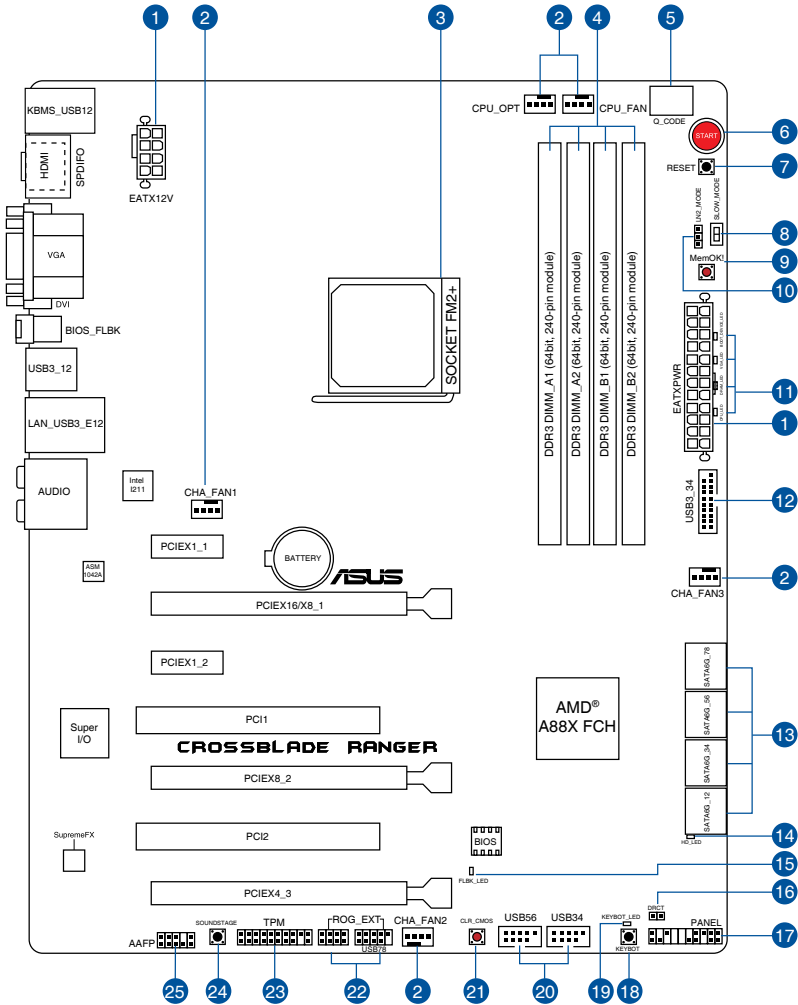 1
2
3
2
4
5
KBMS_USB12
CPU_OPT
CPU_FAN
Q_CODE
START
6
HDMI
SPDIFO
RESET
7
EATX12V
LN2_MODE
SLOW_MODE
8
VGA
MemOK!
9
10
DVI
BIOS_FLBK
SOCKET FM2+
DDR3 DIMM_A1 (64bit, 240-pin module)
DDR3 DIMM_A2 (64bit, 240-pin module)
DDR3 DIMM_B1 (64bit, 240-pin module)
DDR3 DIMM_B2 (64bit, 240-pin module)
EATXPWR
VGA_LED
DRAM_LED
CPU_LED
11
1
USB3_12
LAN_USB3_E12
2
AUDIO
Intel
I211
CHA_FAN1
USB3_34
12
PCIEX1_1
BATTERY
ASUS
ASM
1042A
2
CHA_FAN3
PCIEX16/X8_1
PCIEX1_2
SATA6G_78
SATA6G_56
SATA6G_34
SATA6G_12
13
AMD®
A88X FCH
Super
I/O
PCI1
CROSSBLADE RANGER
PCIEX8_2
SupremeFX
PCI2
BIOS
HD_LED
14
FLBK_LED
15
PCIEX4_3
DRCT
16
AAFP
SOUNDSTAGE
TPM
ROG_EXT
USB78
CHA_FAN2
CLR_CMOS
USB56
USB34
KEYBOT_LED
KEYBOT
PANEL
17
25
24
23
22
2
21
20
19
18